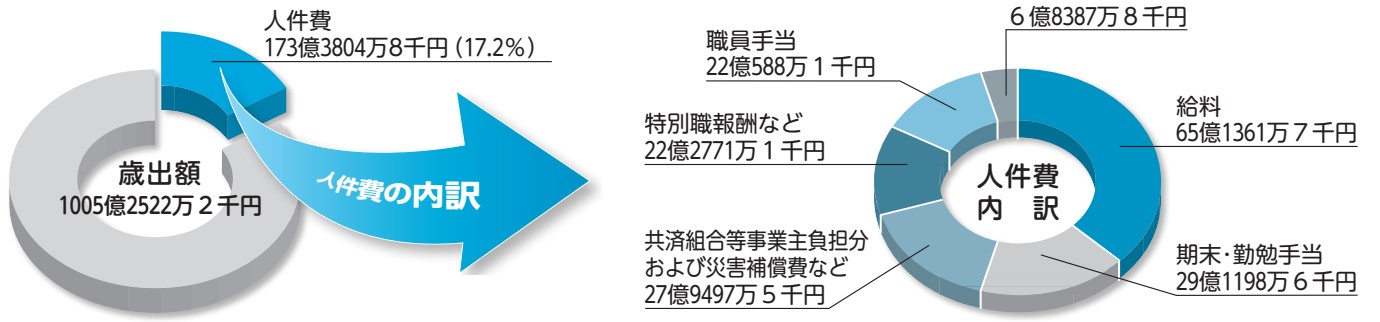 人件費
173億3804万8千円 (17.2%)
歳出額
1005億2522万2千円
人件費の内訳
6億8387万8千円
職員手当
22億588万1千円
特別職報酬など
22億2771万1千円
共済組合等事業主負担分
および災害補償費など
27億9497万5千円
人件費
内 訳
給料
65億1361万7千円
期末・勤勉手当
29億1198万6千円